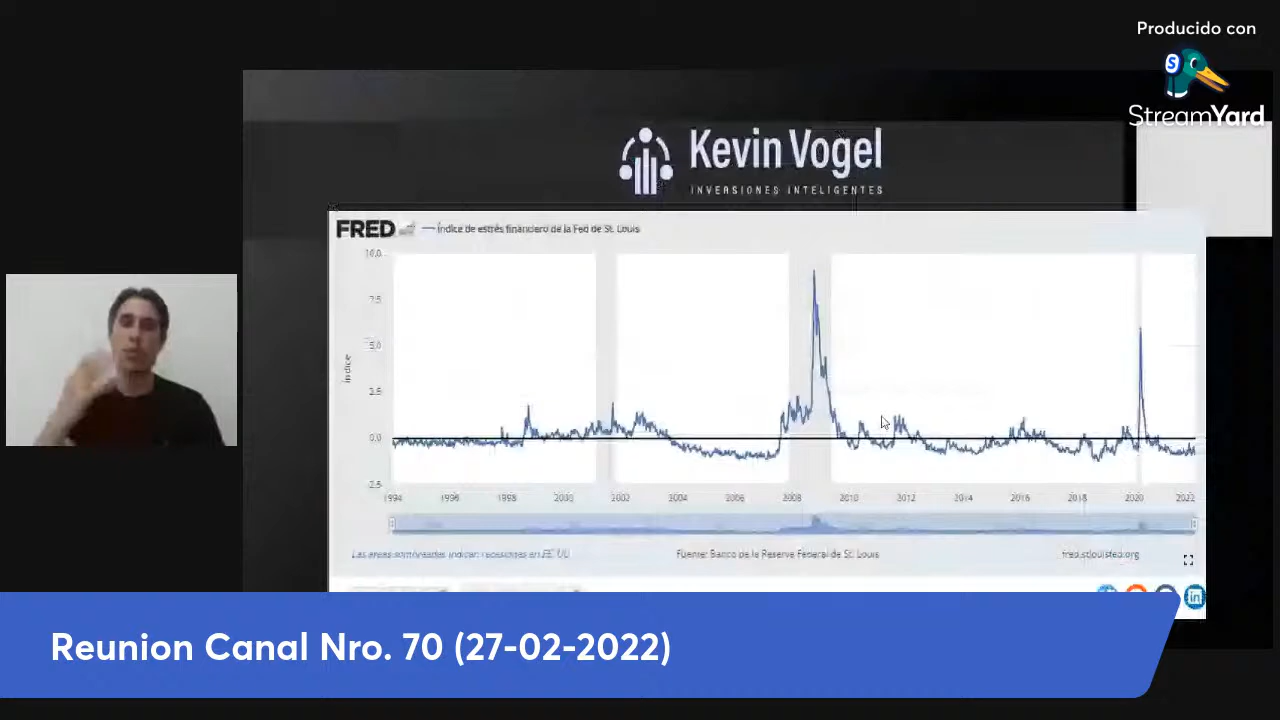 Producido con
StreamYard
Kevin Vogel
INVERSIONES INTELIGENTES
FRED — Índice de estrés financiero de la Fed de St. Louis
10.0
7.5
5.0
2.5
0.0
2.5
Índice
1994 1996 1998 2000 2002 2004 2006 2008 2010 2012 2014 2016 2018 2020 2022
Las áreas sombreadas indican recesiones en EE. UU.
Fuente: Banco de la Reserva Federal de St. Louis
fred.stlouisfed.org
in
Reunion Canal Nro. 70 (27-02-2022)